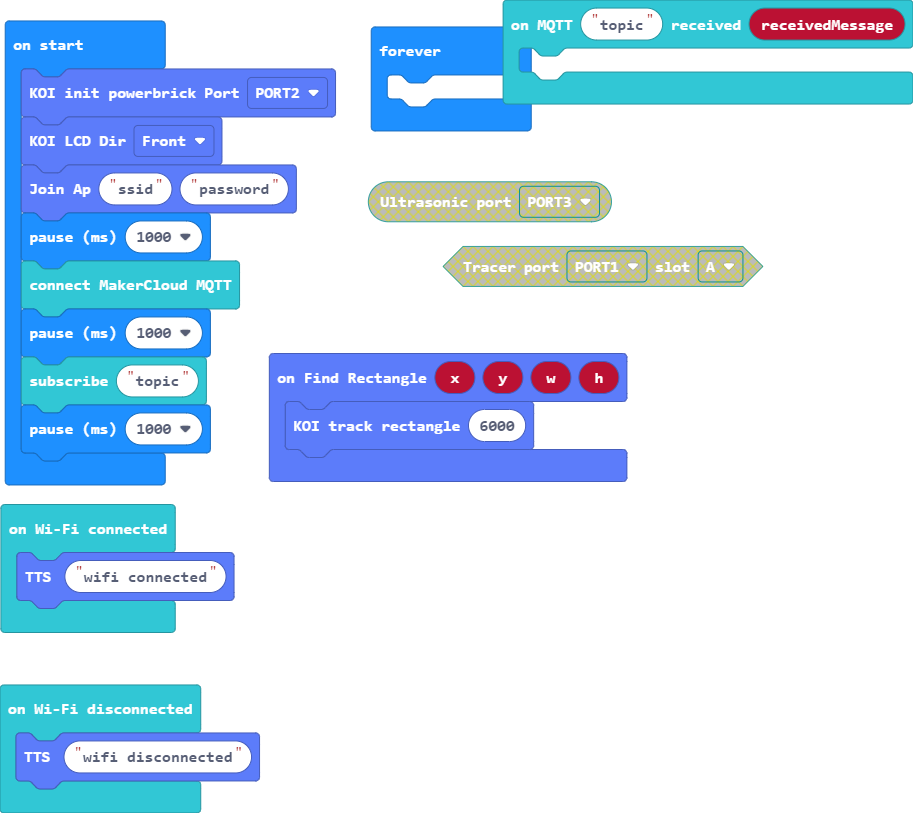 on start
KOI init powerbrick Port PORT2
KOI LCD Dir Front
Join Ap "ssid" "password"
pause (ms) 1000
connect MakerCloud MQTT
pause (ms) 1000
subscribe "topic"
pause (ms) 1000
forever
on MQTT "topic" received receivedMessage
Ultrasonic port PORT3
Tracer port PORT1 slot A
on Find Rectangle x y w h
KOI track rectangle 6000
on Wi-Fi connected
TTS "wifi connected"
on Wi-Fi disconnected
TTS "wifi disconnected"